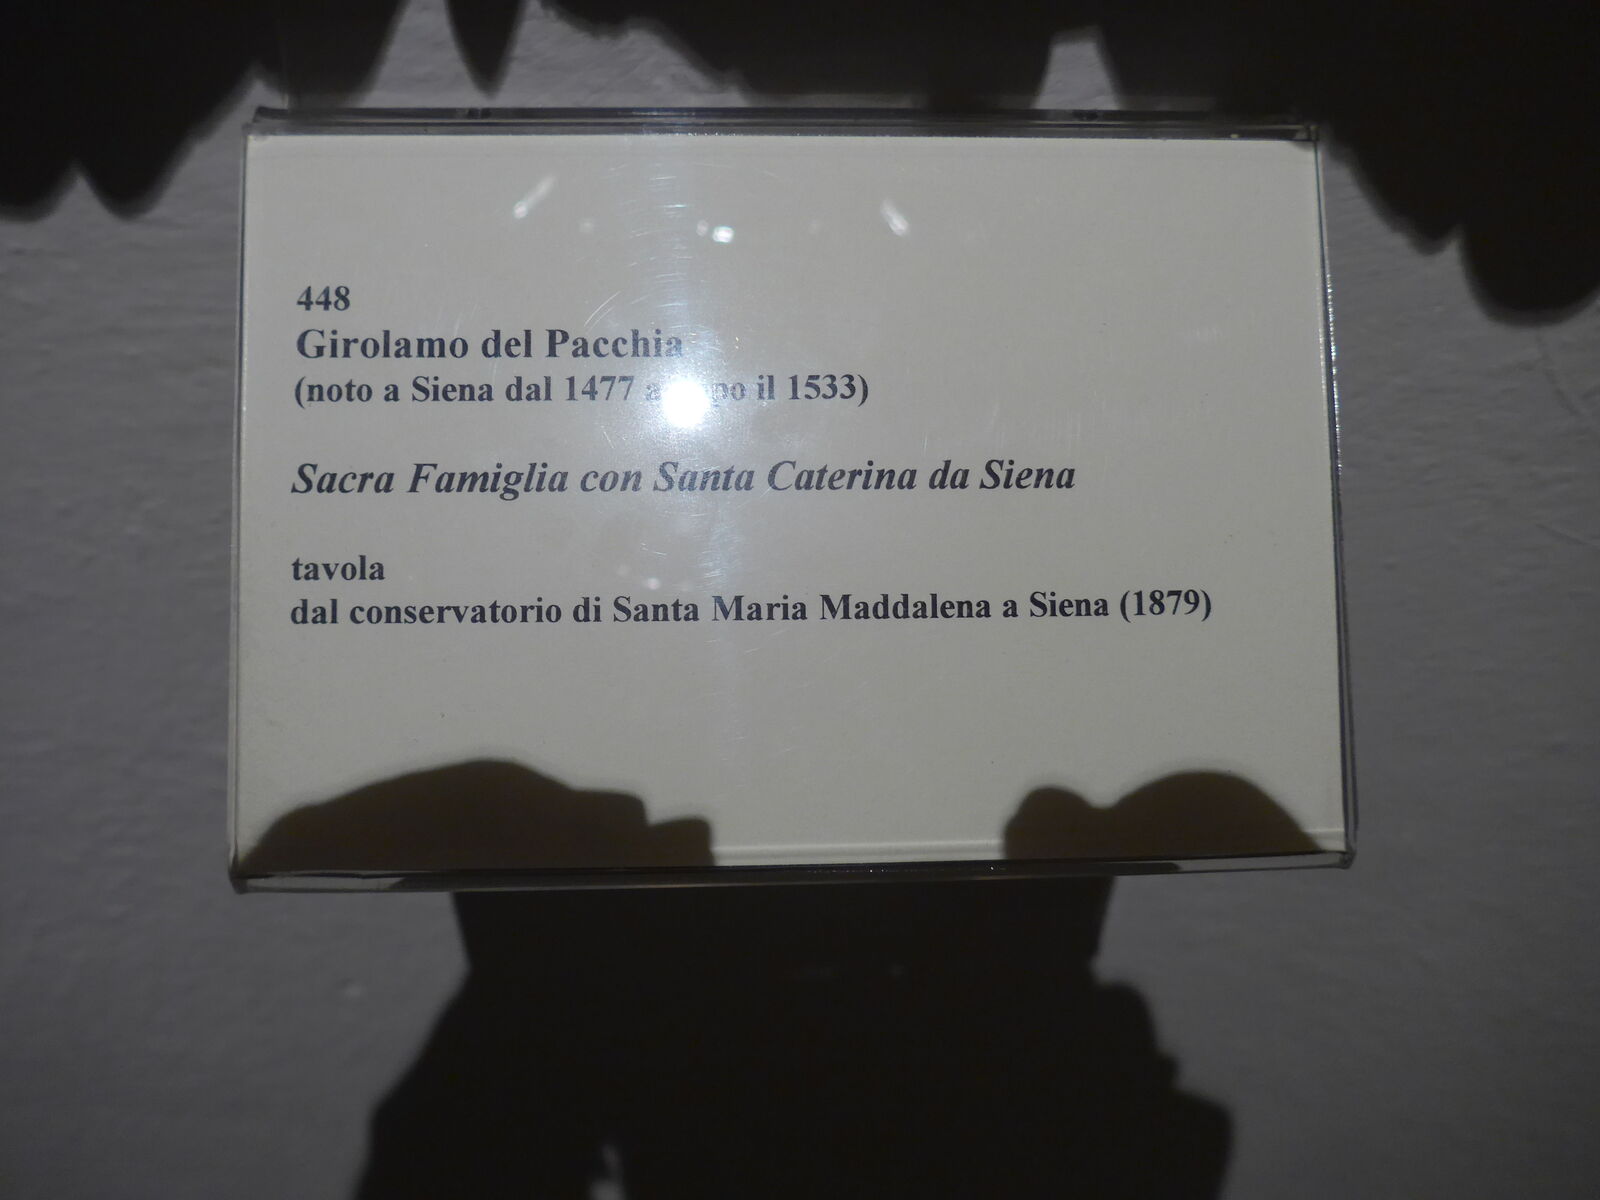 448
Girolamo del Pacchia
(noto a Siena dal 1477 il 1533)
Sacra Famiglia con Santa Caterina da Siena
tavola
dal conservatorio di Santa Maria Maddalena a Siena (1879)